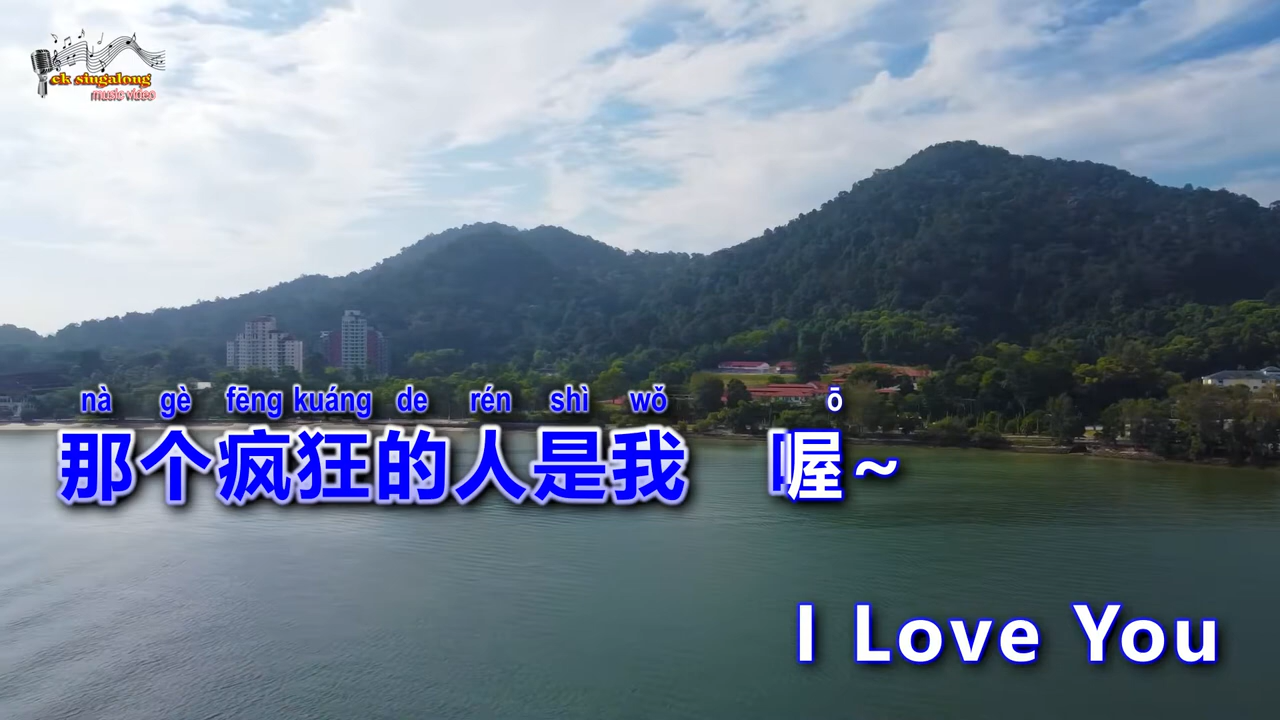 ck singalong
music video
nà gè fēng kuáng de rén shì wǒ ō
那个疯狂的人是我 喔~
I Love You